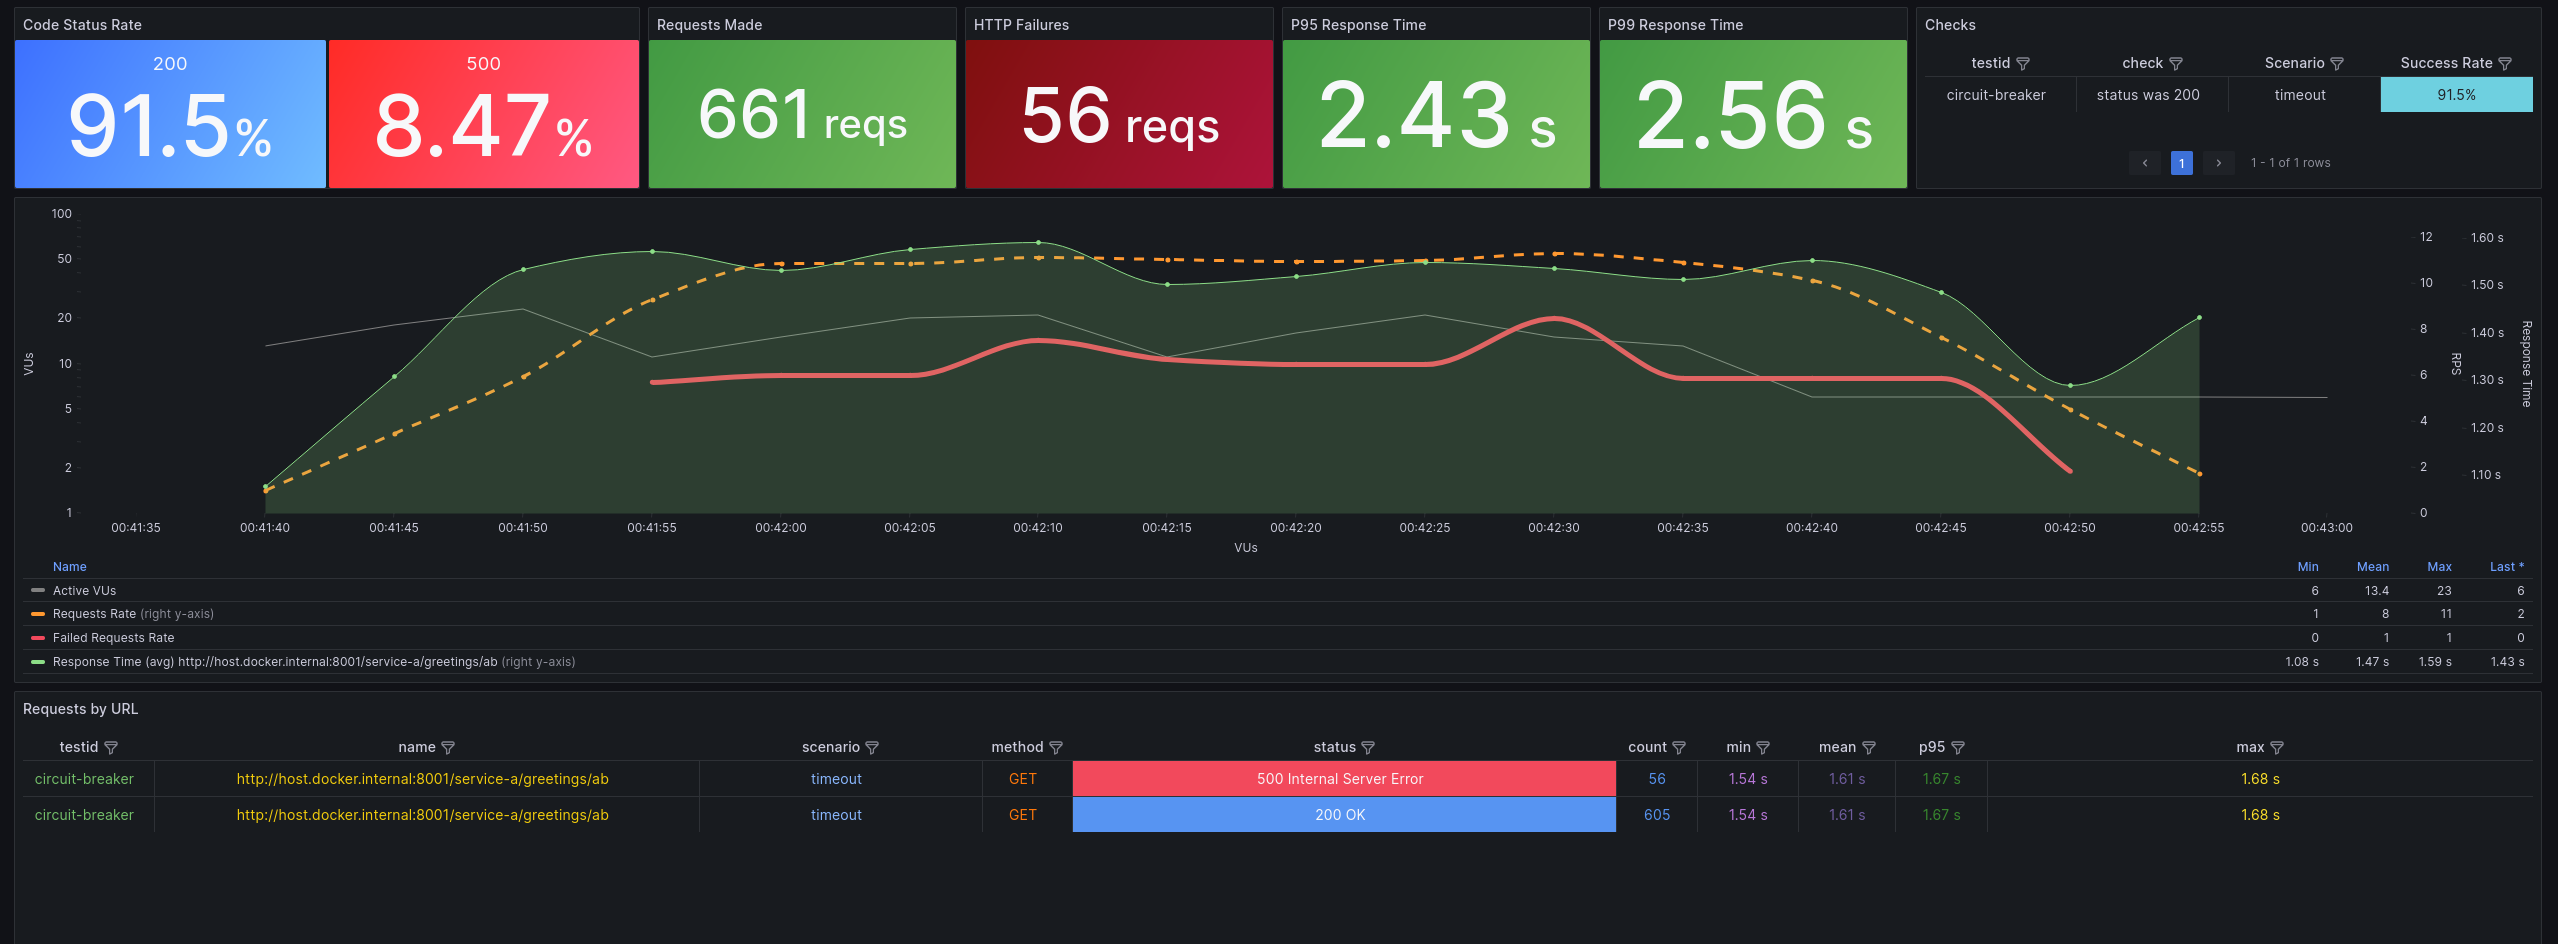 Code Status Rate
200
91.5%
500
8.47%
Requests Made
661 reqs
HTTP Failures
56 reqs
P95 Response Time
2.43 s
P99 Response Time
2.56 s
Checks
testid check Scenario Success Rate
circuit-breaker status was 200 timeout 91.5%
‹ 1 › 1 - 1 of 1 rows
VUs
100
50
20
10
5
2
1
12
10
8
6
4
2
0
RPS
1.60 s
1.50 s
1.40 s
1.30 s
1.20 s
1.10 s
Response Time
00:41:35 00:41:40 00:41:45 00:41:50 00:41:55 00:42:00 00:42:05 00:42:10 00:42:15 00:42:20 00:42:25 00:42:30 00:42:35 00:42:40 00:42:45 00:42:50 00:42:55 00:43:00
VUs
Name Min Mean Max Last *
Active VUs 6 13.4 23 6
Requests Rate (right y-axis) 1 8 11 2
Failed Requests Rate 0 1 1 0
Response Time (avg) http://host.docker.internal:8001/service-a/greetings/ab (right y-axis) 1.08 s 1.47 s 1.59 s 1.43 s
Requests by URL
testid name scenario method status count min mean p95 max
circuit-breaker http://host.docker.internal:8001/service-a/greetings/ab timeout GET 500 Internal Server Error 56 1.54 s 1.61 s 1.67 s 1.68 s
circuit-breaker http://host.docker.internal:8001/service-a/greetings/ab timeout GET 200 OK 605 1.54 s 1.61 s 1.67 s 1.68 s